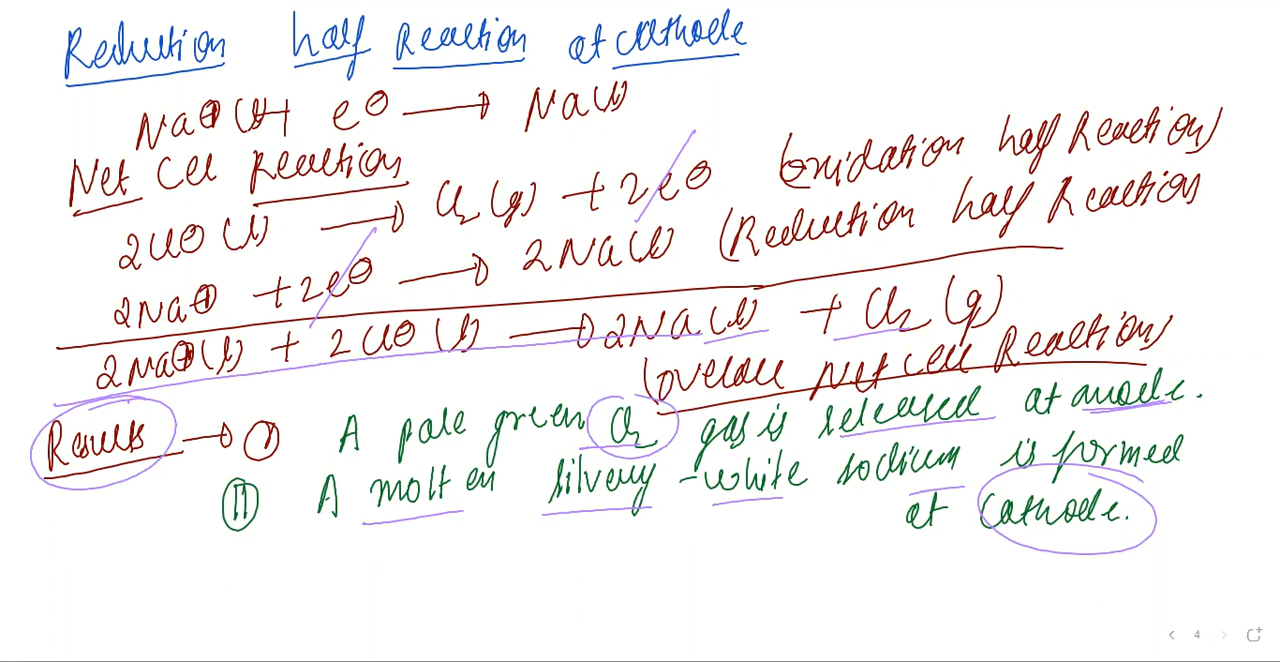 Reduction half Reaction at cathode
Na⊕(l) + e⊖ → Na(l)
Net Cell Reaction
2Cl⊖(l) → Cl₂(g) + 2e⊖ (Oxidation half Reaction)
2Na⊕ + 2e⊖ → 2Na(l) (Reduction half Reaction
2Na⊕(l) + 2Cl⊖(l) → 2Na(l) + Cl₂(g)
(overall Net cell Reaction)
Results → (I) A pale green Cl₂ gas is released at anode.
(II) A molten silvery-white sodium is formed
at Cathode.
4